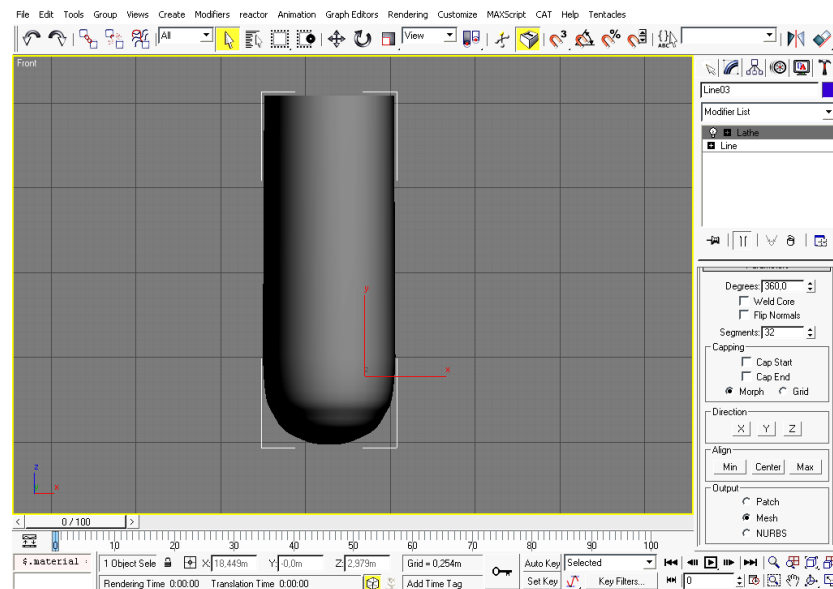 File Edit Tools Group Views Create Modifiers reactor Animation Graph Editors Rendering Customize MAXScript CAT Help Tentacles
All View 3 % ABC
Front
y
x
z
z
x
Line03
Modifier List
Lathe
Line
Degrees: 360,0
Weld Core
Flip Normals
Segments: 32
Capping
Cap Start
Cap End
Morph Grid
Direction
X Y Z
Align
Min Center Max
Output
Patch
Mesh
NURBS
< 0 / 100 >
0 10 20 30 40 50 60 70 80 90 100
$.material : 1 Object Sele X: 18,449m Y: -0,0m Z: 2,979m Grid = 0,254m Auto Key Selected
Rendering Time 0:00:00 Translation Time 0:00:00 Add Time Tag Set Key Key Filters... 0